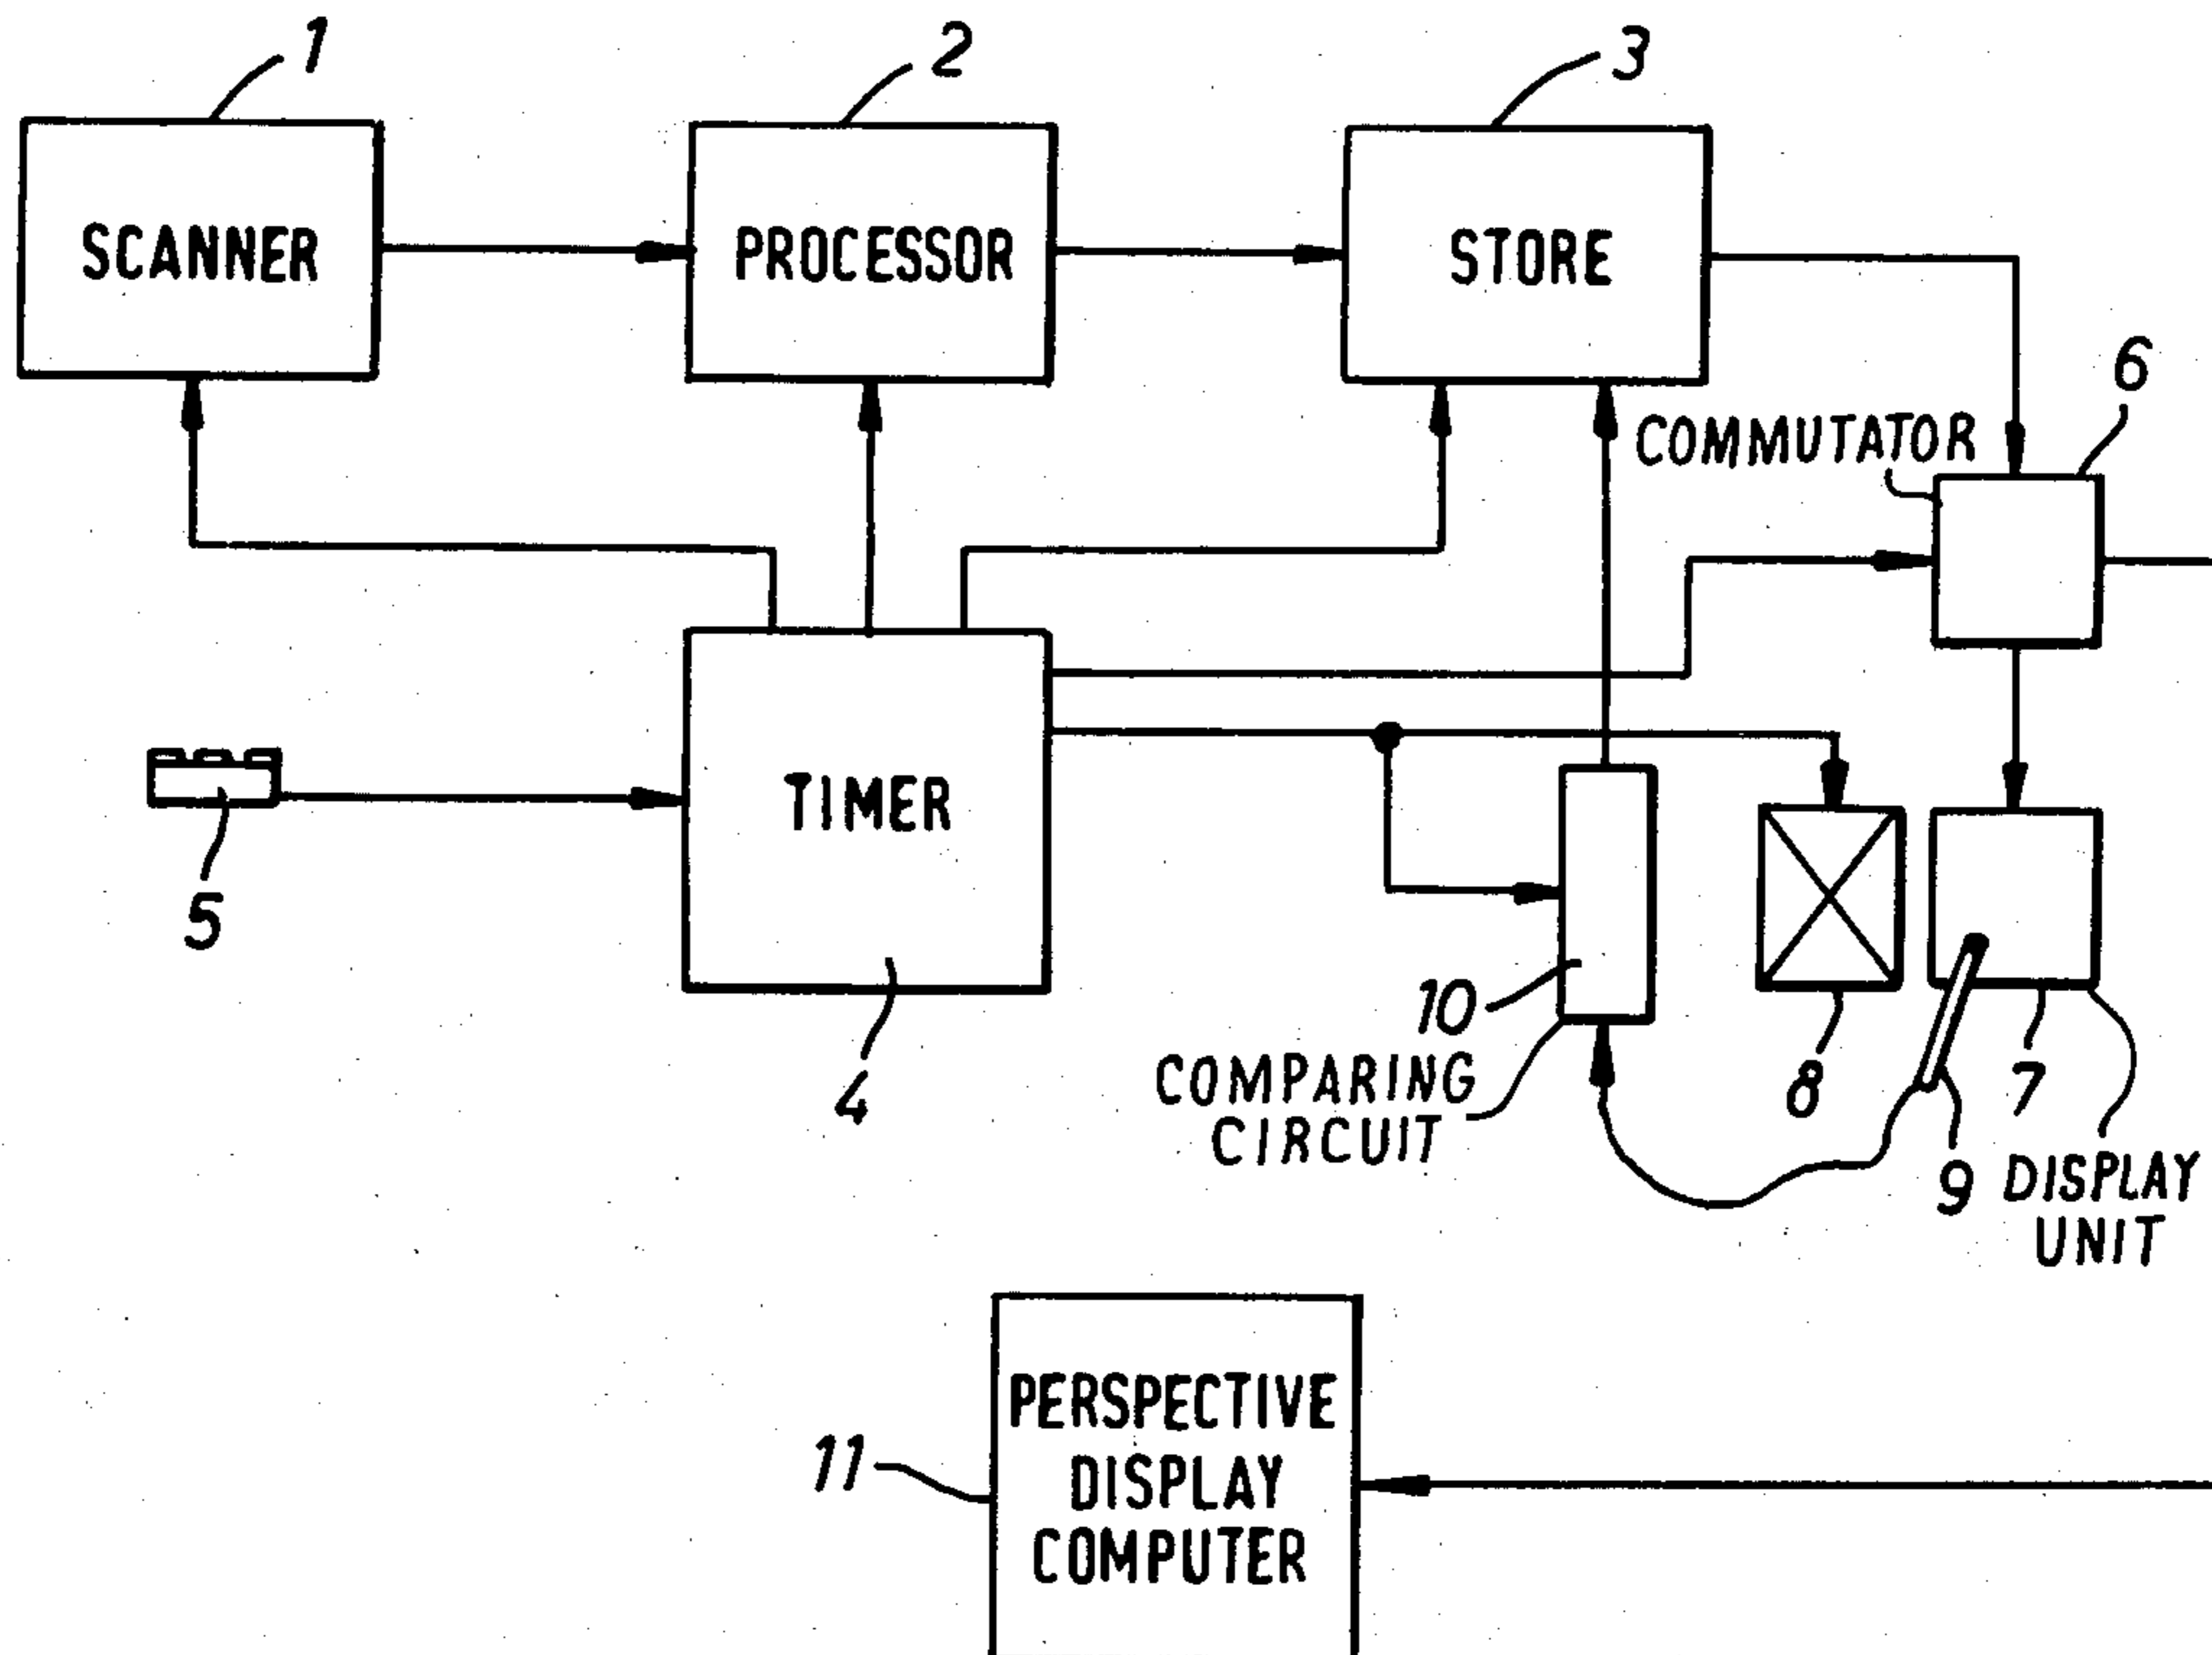 1
2
3
SCANNER
PROCESSOR
STORE
6
COMMUTATOR
TIMER
5
4
10
COMPARING
CIRCUIT
8
7
9
DISPLAY
UNIT
11
PERSPECTIVE
DISPLAY
COMPUTER